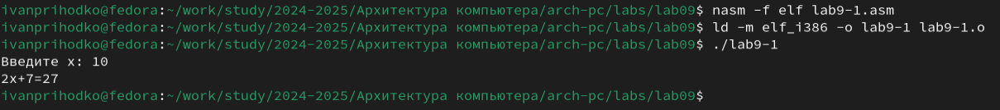 ivanprihodko@fedora:~/work/study/2024-2025/Архитектура компьютера/arch-pc/labs/lab09$ nasm -f elf lab9-1.asm
ivanprihodko@fedora:~/work/study/2024-2025/Архитектура компьютера/arch-pc/labs/lab09$ ld -m elf_i386 -o lab9-1 lab9-1.o
ivanprihodko@fedora:~/work/study/2024-2025/Архитектура компьютера/arch-pc/labs/lab09$ ./lab9-1
Введите x: 10
2x+7=27
ivanprihodko@fedora:~/work/study/2024-2025/Архитектура компьютера/arch-pc/labs/lab09$